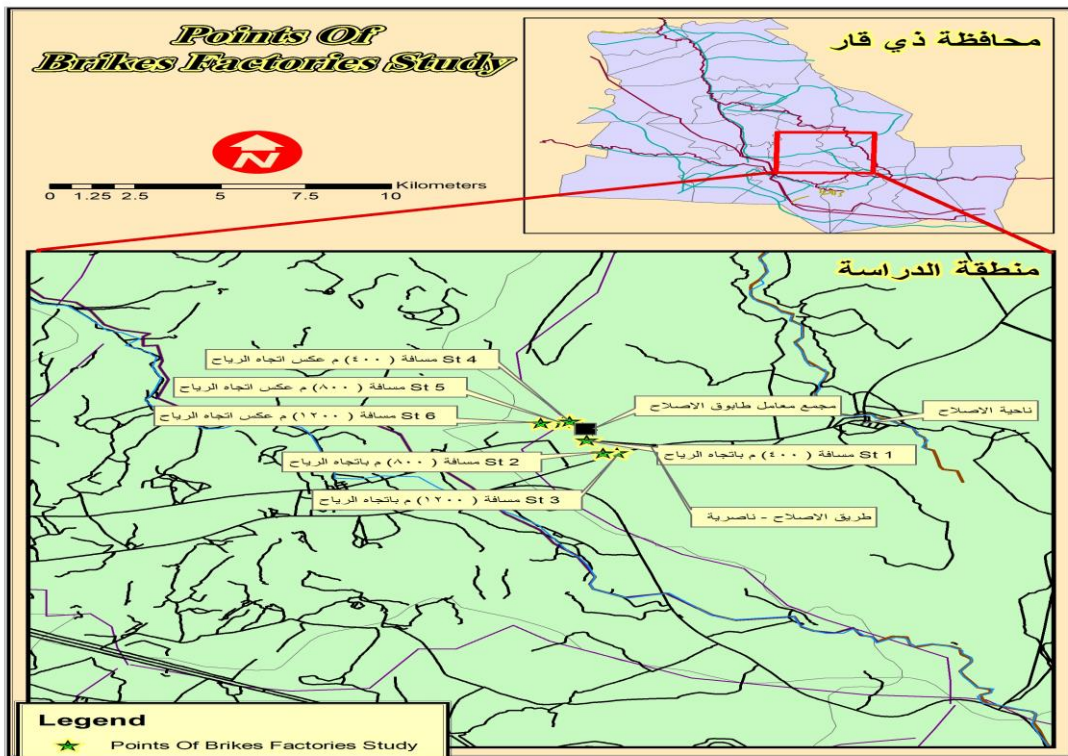 Points Of
Brikes Factories Study
محافظة ذي قار
N
Kilometers
0 1.25 2.5 5 7.5 10
منطقة الدراسة
St 4 مسافة ( ٤٠٠ ) م عكس اتجاه الرياح
St 5 مسافة ( ٨٠٠ ) م عكس اتجاه الرياح
مجمع معامل طابوق الاصلاح
ناحية الاصلاح
St 6 مسافة ( ١٢٠٠ ) م عكس اتجاه الرياح
St 2 مسافة ( ٨٠٠ ) م باتجاه الرياح
St 1 مسافة ( ٤٠٠ ) م باتجاه الرياح
St 3 مسافة ( ١٢٠٠ ) م باتجاه الرياح
طريق الاصلاح - ناصرية
Legend
Points Of Brikes Factories Study